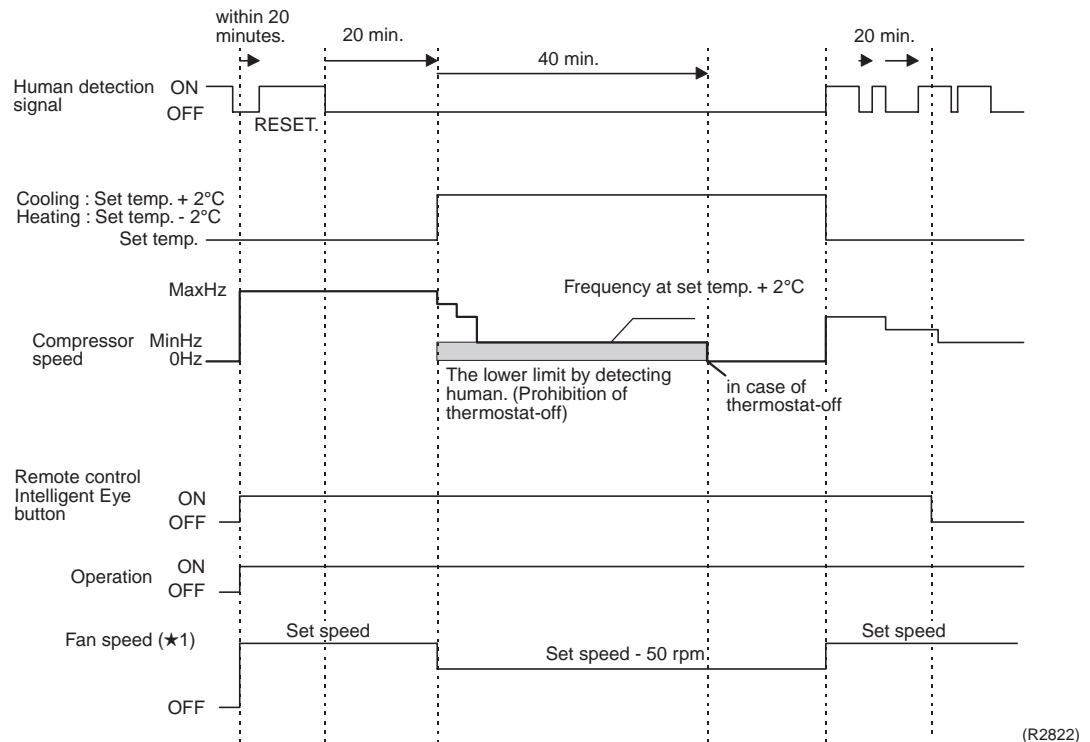 within 20
minutes.
20 min.
40 min.
20 min.
Human detection
signal
ON
OFF
RESET.
Cooling : Set temp. + 2°C
Heating : Set temp. - 2°C
Set temp.
MaxHz
Frequency at set temp. + 2°C
Compressor
speed
MinHz
0Hz
The lower limit by detecting
human. (Prohibition of
thermostat-off)
in case of
thermostat-off
Remote control
Intelligent Eye
button
ON
OFF
Operation
ON
OFF
Fan speed (★1)
Set speed
Set speed - 50 rpm
Set speed
OFF
(R2822)